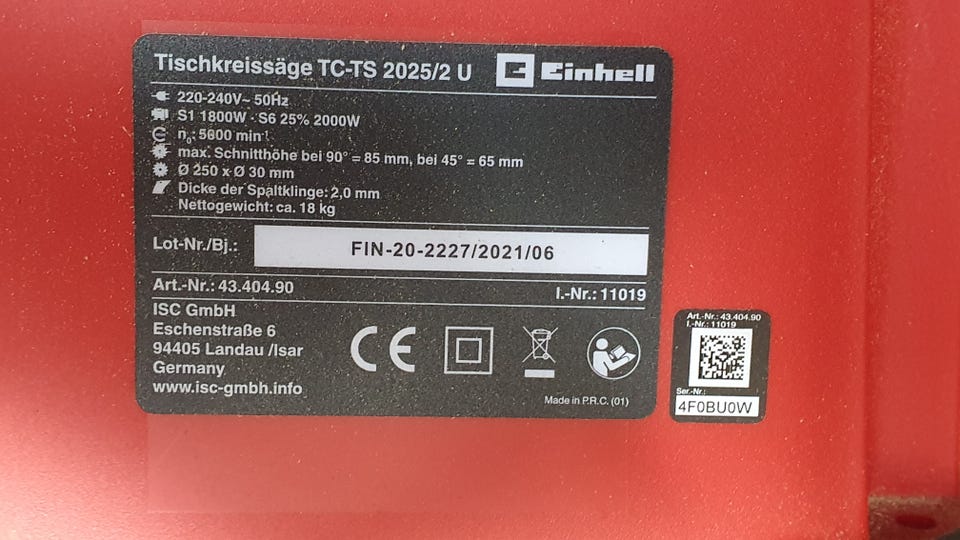 Tischkreissäge TC-TS 2025/2 U
Einhell
220-240V~ 50Hz
S1 1800W · S6 25% 2000W
n₀: 5600 min⁻¹
max. Schnitthöhe bei 90° = 85 mm, bei 45° = 65 mm
Ø 250 x Ø 30 mm
Dicke der Spaltklinge: 2,0 mm
Nettogewicht: ca. 18 kg
Lot-Nr./Bj.: FIN-20-2227/2021/06
Art.-Nr.: 43.404.90 I.-Nr.: 11019
ISC GmbH
Eschenstraße 6
94405 Landau /Isar
Germany
www.isc-gmbh.info
CE
Made in P.R.C. (01)
Art.-Nr.: 43.404.90
I.-Nr.: 11019
Ser.-Nr.:
4F0BU0W